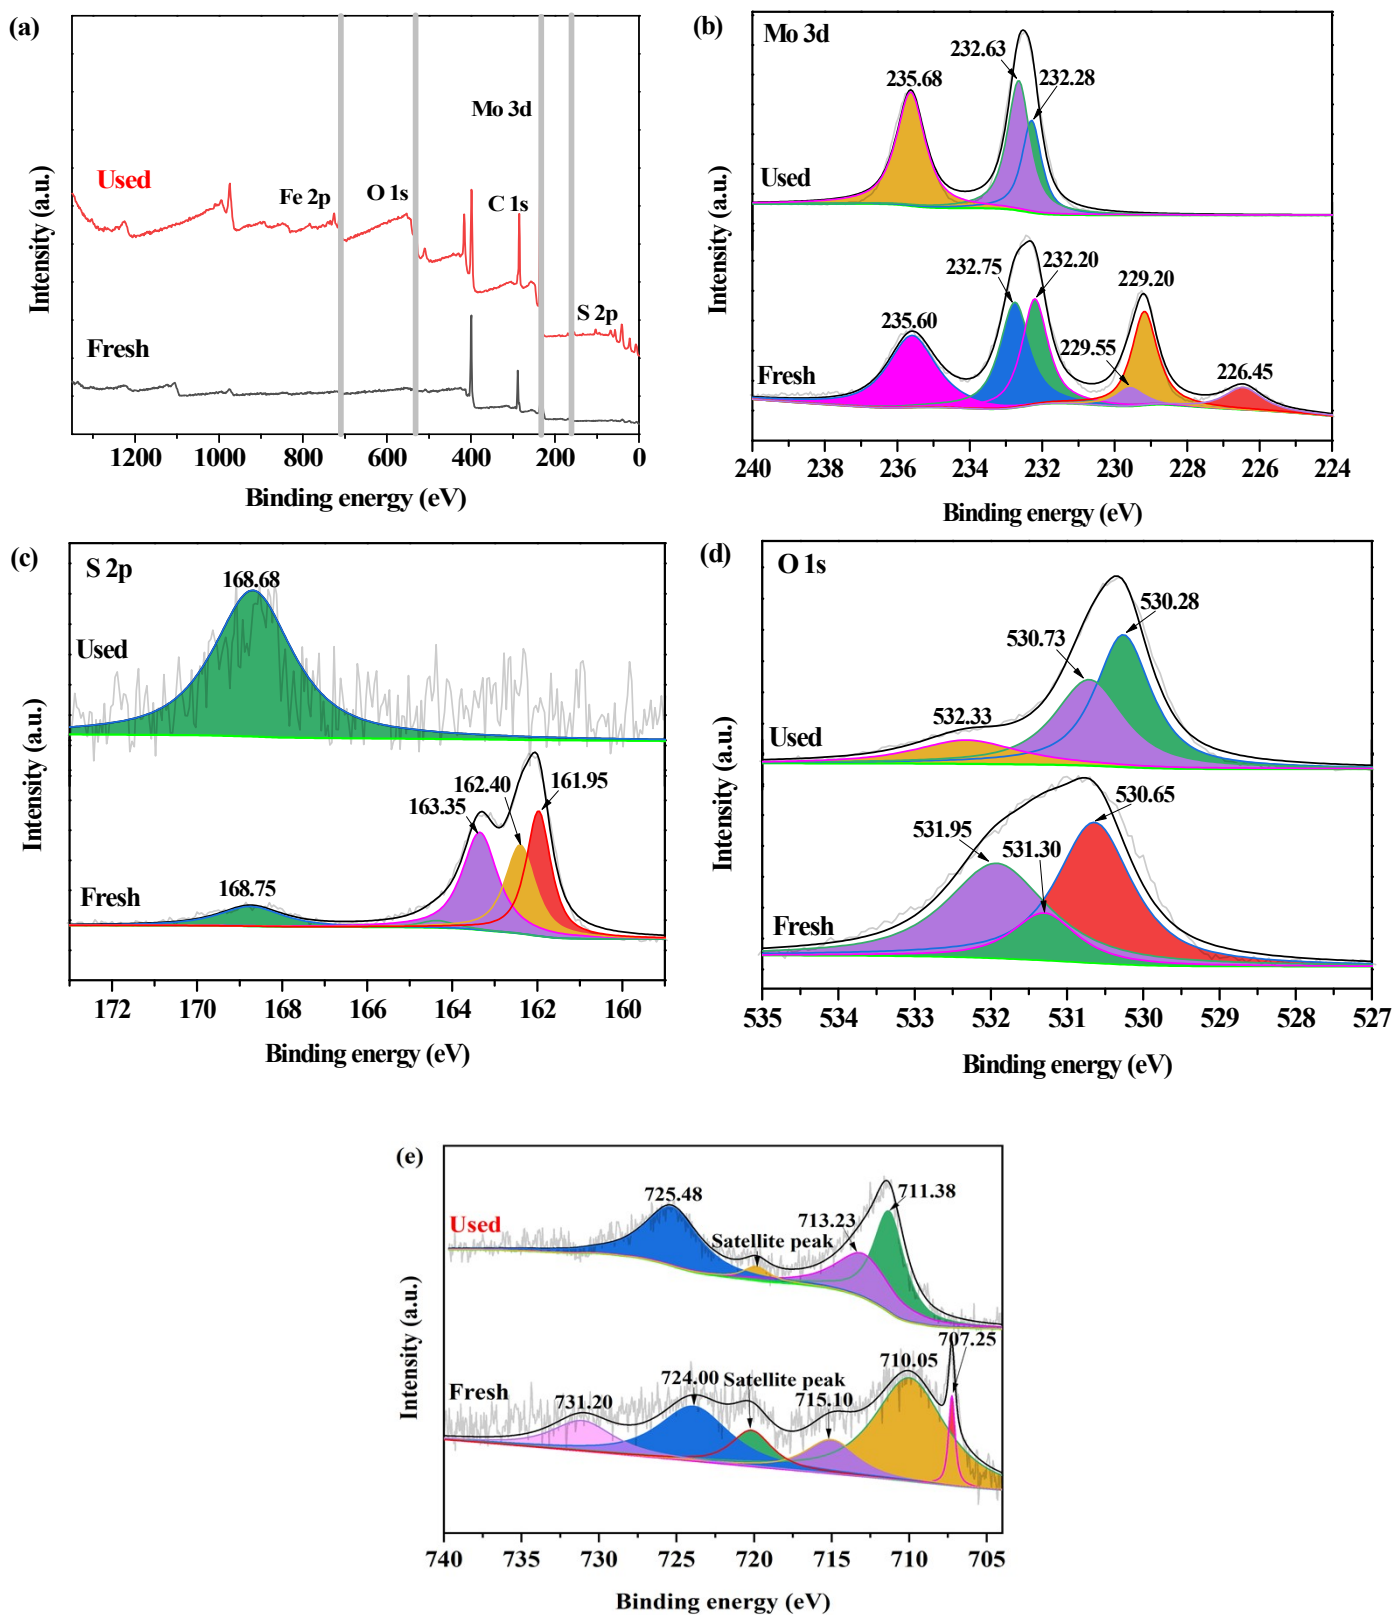 (a)
Mo 3d
Used
Fe 2p
O 1s
C 1s
S 2p
Fresh
Intensity (a.u.)
1200 1000 800 600 400 200 0
Binding energy (eV)
(b)
Mo 3d
232.63
235.68
232.28
Used
232.75
232.20
229.20
235.60
229.55
226.45
Fresh
Intensity (a.u.)
240 238 236 234 232 230 228 226 224
Binding energy (eV)
(c)
S 2p
168.68
Used
162.40
161.95
163.35
168.75
Fresh
Intensity (a.u.)
172 170 168 166 164 162 160
Binding energy (eV)
(d)
O 1s
530.28
530.73
532.33
Used
530.65
531.95
531.30
Fresh
Intensity (a.u.)
535 534 533 532 531 530 529 528 527
Binding energy (eV)
(e)
725.48
711.38
713.23
Used
Satellite peak
707.25
710.05
724.00
Satellite peak
715.10
731.20
Fresh
Intensity (a.u.)
740 735 730 725 720 715 710 705
Binding energy (eV)